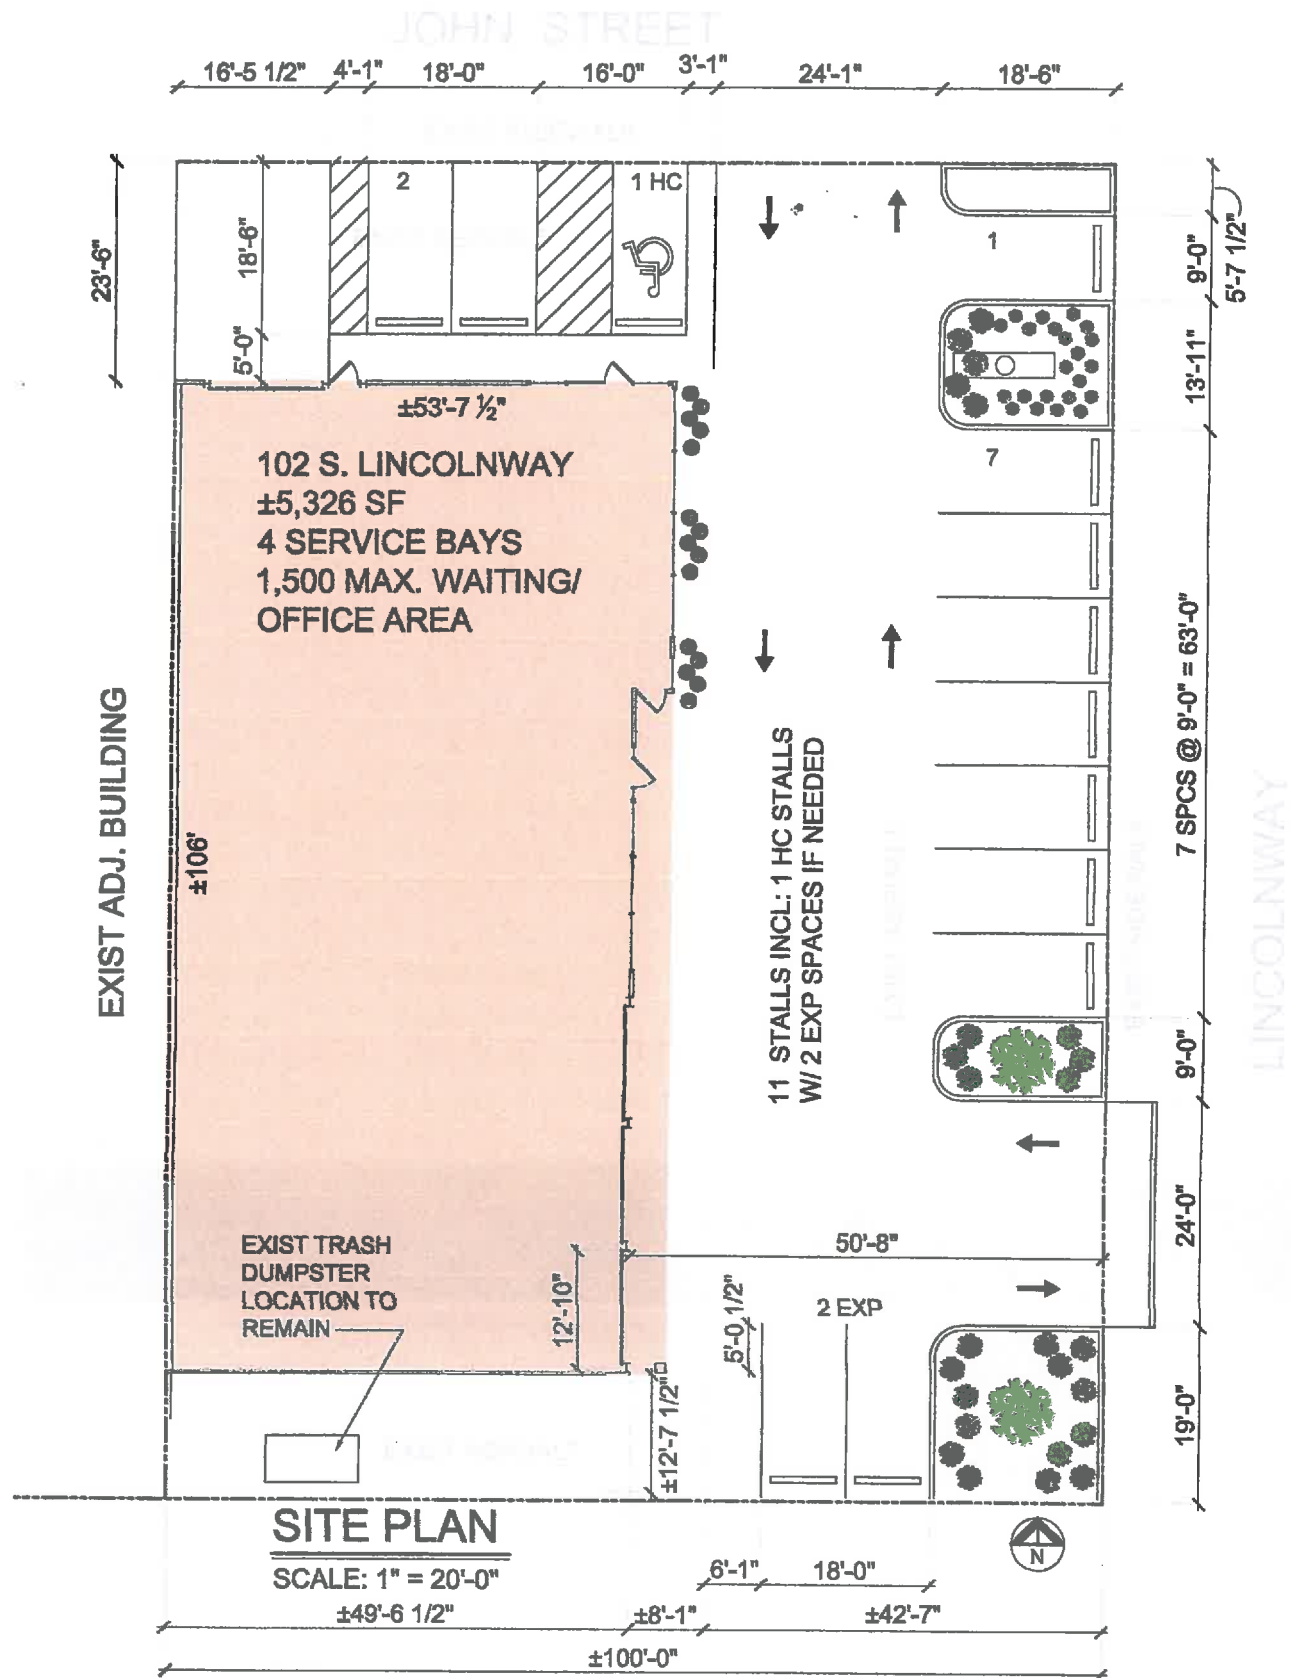 JOHN STREET
16'-5 1/2"
4'-1"
18'-0"
16'-0"
3'-1"
24'-1"
18'-6"
23'-6"
18'-6"
5'-0"
2
1 HC
1
9'-0"
5'-7 1/2"
13'-11"
±53'-7 ½"
102 S. LINCOLNWAY
±5,326 SF
4 SERVICE BAYS
1,500 MAX. WAITING/
OFFICE AREA
7
7 SPCS @ 9'-0" = 63'-0"
EXIST ADJ. BUILDING
±106'
11 STALLS INCL: 1 HC STALLS
W/ 2 EXP SPACES IF NEEDED
LINCOLNWAY
9'-0"
24'-0"
50'-8"
EXIST TRASH
DUMPSTER
LOCATION TO
REMAIN
12'-10"
5'-0 1/2"
2 EXP
±12'-7 1/2"
19'-0"
SITE PLAN
SCALE: 1" = 20'-0"
N
6'-1"
18'-0"
±49'-6 1/2"
±8'-1"
±42'-7"
±100'-0"